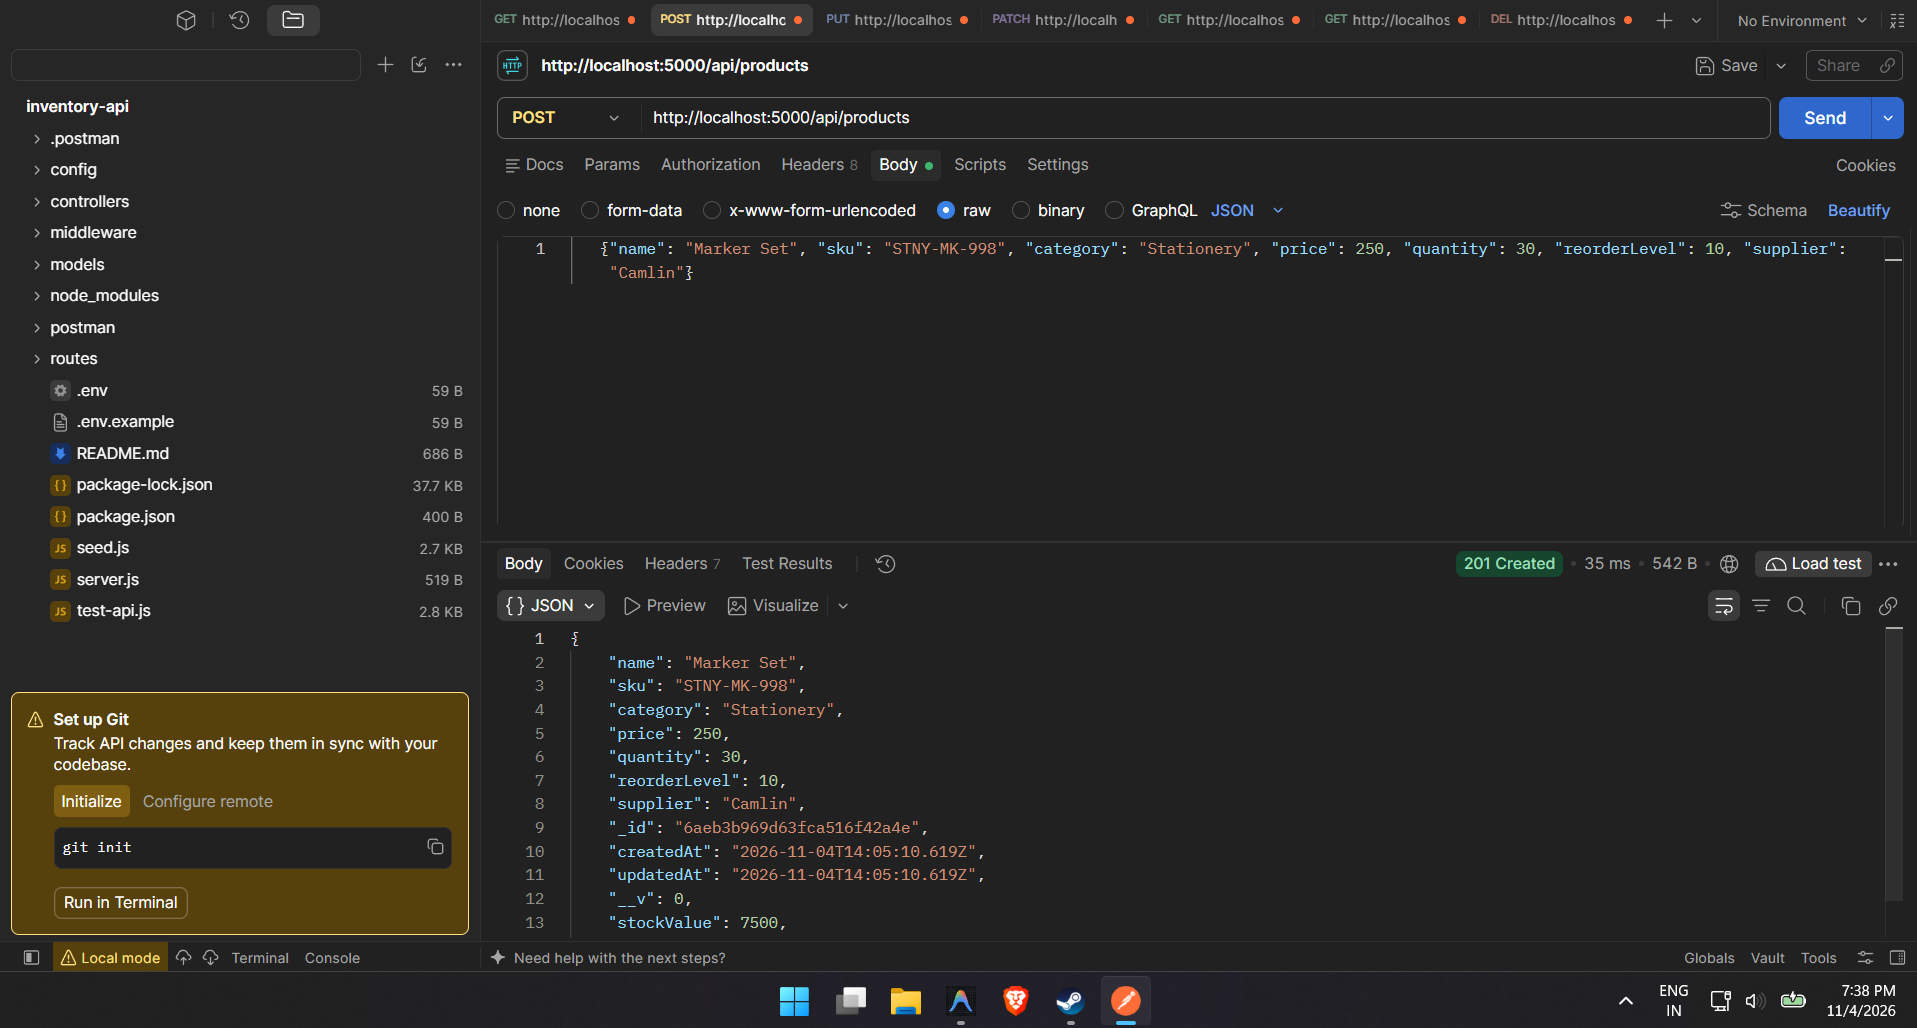 GET http://localhos
POST http://localhc
PUT http://localhos
PATCH http://localh
GET http://localhos
GET http://localhos
DEL http://localhos
No Environment
HTTP http://localhost:5000/api/products
Save
Share
inventory-api
.postman
config
controllers
middleware
models
node_modules
postman
routes
.env 59 B
.env.example 59 B
README.md 686 B
{} package-lock.json 37.7 KB
{} package.json 400 B
JS seed.js 2.7 KB
JS server.js 519 B
JS test-api.js 2.8 KB
Set up Git
Track API changes and keep them in sync with your
codebase.
Initialize Configure remote
git init
Run in Terminal
POST http://localhost:5000/api/products
Send
Docs Params Authorization Headers 8 Body Scripts Settings
Cookies
none form-data x-www-form-urlencoded raw binary GraphQL JSON
Schema Beautify
1 {"name": "Marker Set", "sku": "STNY-MK-998", "category": "Stationery", "price": 250, "quantity": 30, "reorderLevel": 10, "supplier":
"Camlin"}
Body Cookies Headers 7 Test Results
201 Created • 35 ms • 542 B
Load test
{} JSON Preview Visualize
1 {
2 "name": "Marker Set",
3 "sku": "STNY-MK-998",
4 "category": "Stationery",
5 "price": 250,
6 "quantity": 30,
7 "reorderLevel": 10,
8 "supplier": "Camlin",
9 "_id": "6aeb3b969d63fca516f42a4e",
10 "createdAt": "2026-11-04T14:05:10.619Z",
11 "updatedAt": "2026-11-04T14:05:10.619Z",
12 "__v": 0,
13 "stockValue": 7500,
Local mode Terminal Console
Need help with the next steps?
Globals Vault Tools
ENG
IN
7:38 PM
11/4/2026